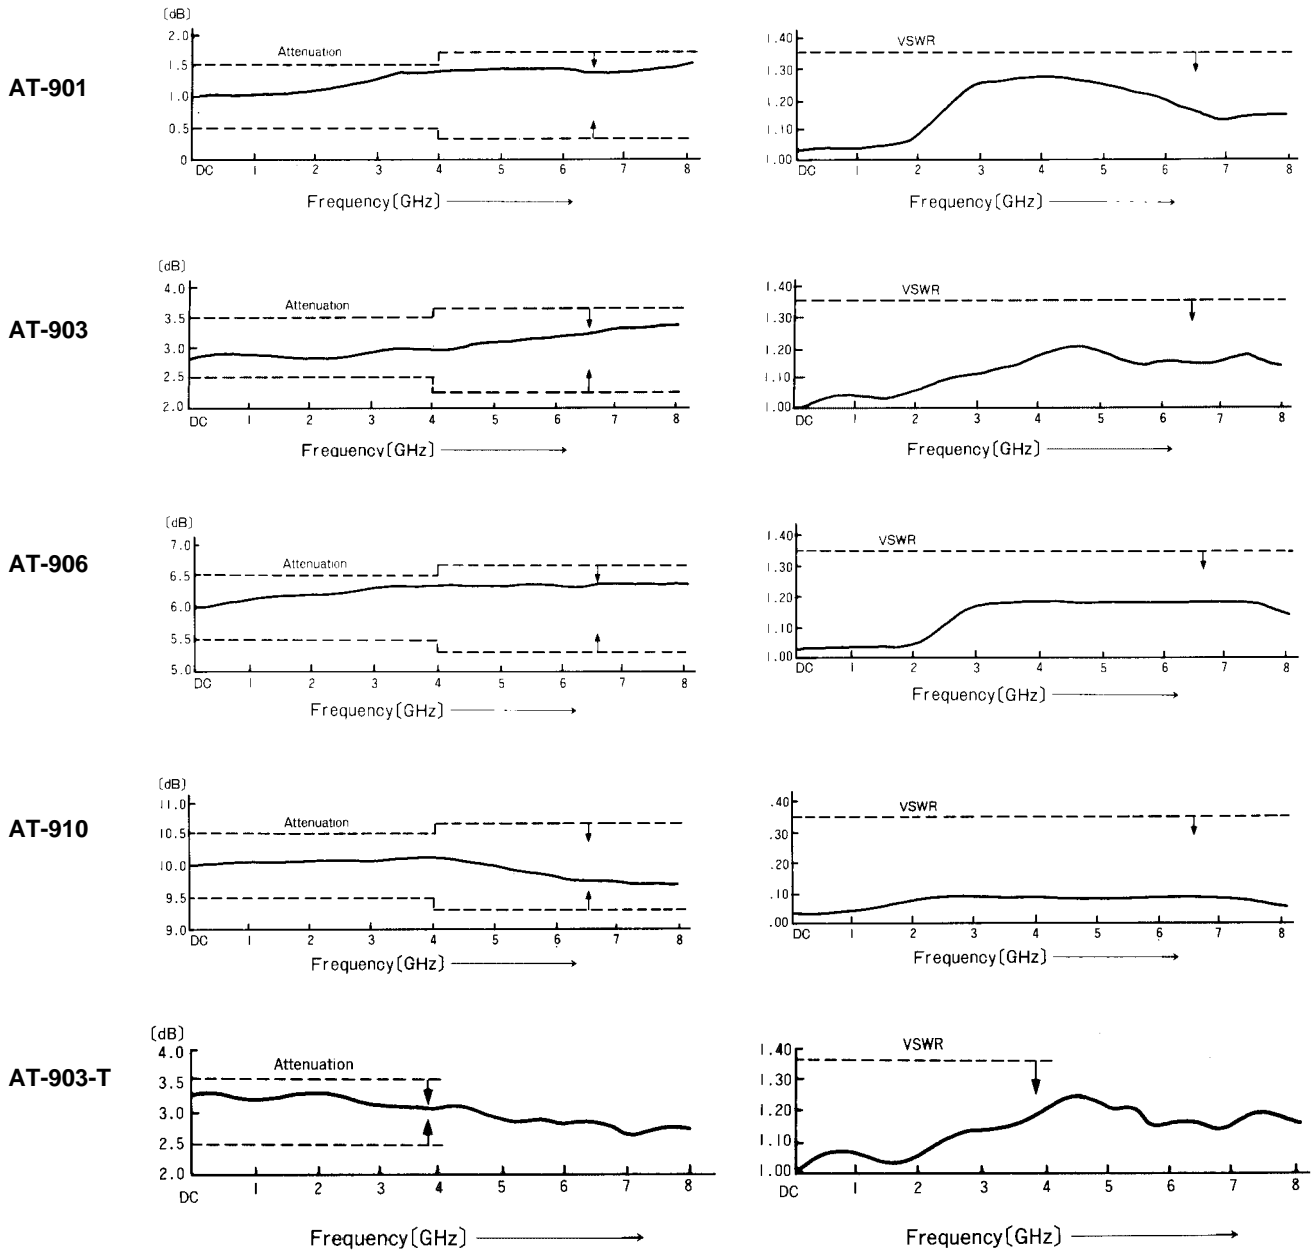 AT-901
[dB]
2.0
1.5
1.0
0.5
0
Attenuation
DC 1 2 3 4 5 6 7 8
Frequency[GHz]
1.40
1.30
1.20
1.10
1.00
VSWR
DC 1 2 3 4 5 6 7 8
Frequency[GHz]
AT-903
[dB]
4.0
3.5
3.0
2.5
2.0
Attenuation
DC 1 2 3 4 5 6 7 8
Frequency[GHz]
1.40
1.30
1.20
1.10
1.00
VSWR
DC 1 2 3 4 5 6 7 8
Frequency[GHz]
AT-906
[dB]
7.0
6.5
6.0
5.5
5.0
Attenuation
DC 1 2 3 4 5 6 7 8
Frequency[GHz]
1.40
1.30
1.20
1.10
1.00
VSWR
DC 1 2 3 4 5 6 7 8
Frequency[GHz]
AT-910
[dB]
11.0
10.5
10.0
9.5
9.0
Attenuation
DC 1 2 3 4 5 6 7 8
Frequency[GHz]
.40
.30
.20
.10
.00
VSWR
DC 1 2 3 4 5 6 7 8
Frequency[GHz]
AT-903-T
[dB]
4.0
3.5
3.0
2.5
2.0
Attenuation
DC 1 2 3 4 5 6 7 8
Frequency[GHz]
1.40
1.30
1.20
1.10
1.00
VSWR
DC 1 2 3 4 5 6 7 8
Frequency[GHz]